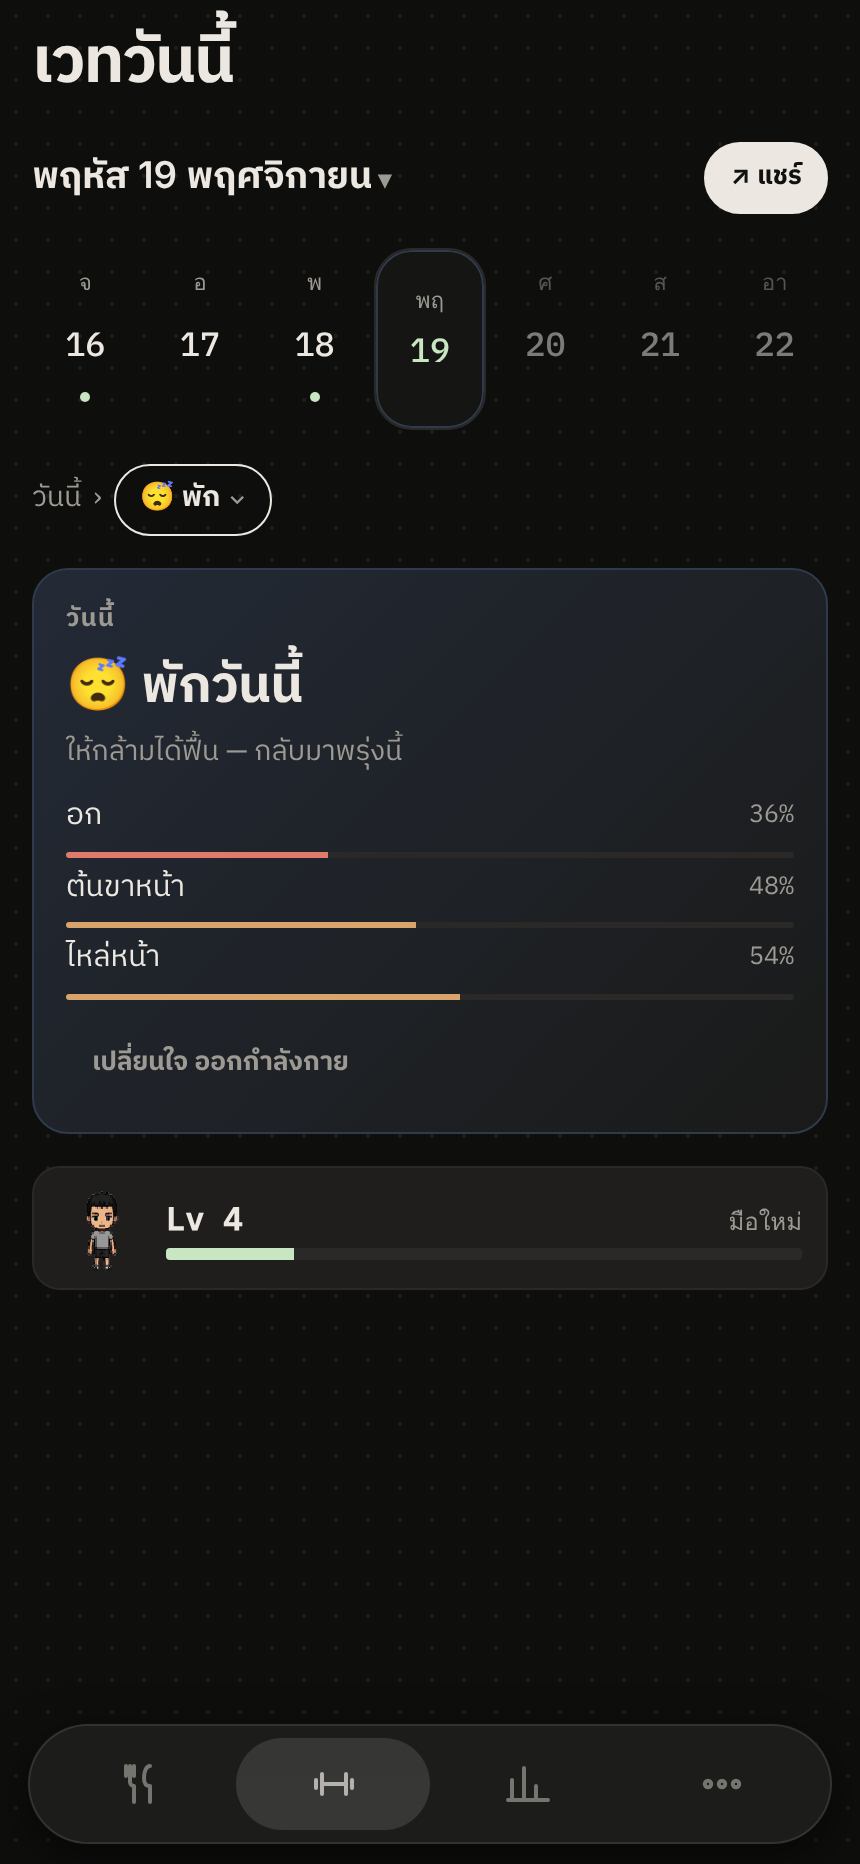 เวทวันนี้
พฤหัส 19 พฤศจิกายน ▾
↗ แชร์
จ อ พ พฤ ศ ส อา
16 17 18 19 20 21 22
วันนี้ › 😴 พัก
วันนี้
😴 พักวันนี้
ให้กล้ามได้ฟื้น — กลับมาพรุ่งนี้
อก 36%
ต้นขาหน้า 48%
ไหล่หน้า 54%
เปลี่ยนใจ ออกกำลังกาย
Lv 4 มือใหม่